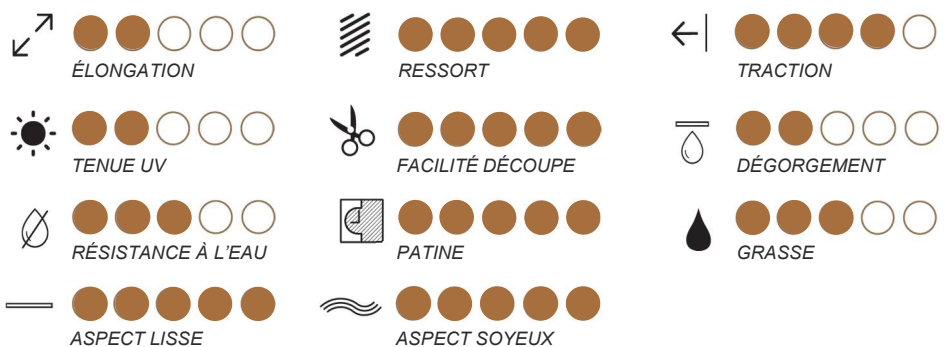 ÉLONGATION
RESSORT
TRACTION
TENUE UV
FACILITÉ DÉCOUPE
DÉGORGEMENT
RÉSISTANCE À L'EAU
PATINE
GRASSE
ASPECT LISSE
ASPECT SOYEUX